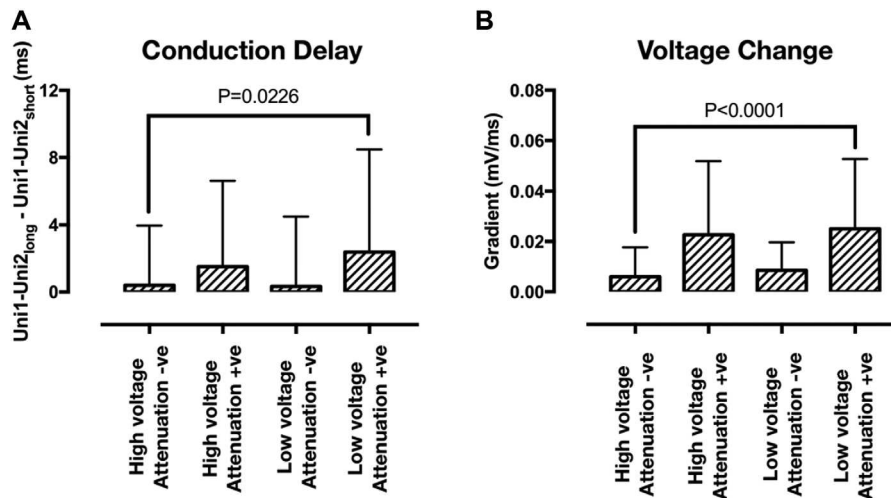 A
Conduction Delay
Uni1-Uni2long - Uni1-Uni2short (ms)
12
8
4
0
P=0.0226
High voltage
Attenuation -ve
High voltage
Attenuation +ve
Low voltage
Attenuation -ve
Low voltage
Attenuation +ve
B
Voltage Change
Gradient (mV/ms)
0.08
0.06
0.04
0.02
0.00
P<0.0001
High voltage
Attenuation -ve
High voltage
Attenuation +ve
Low voltage
Attenuation -ve
Low voltage
Attenuation +ve